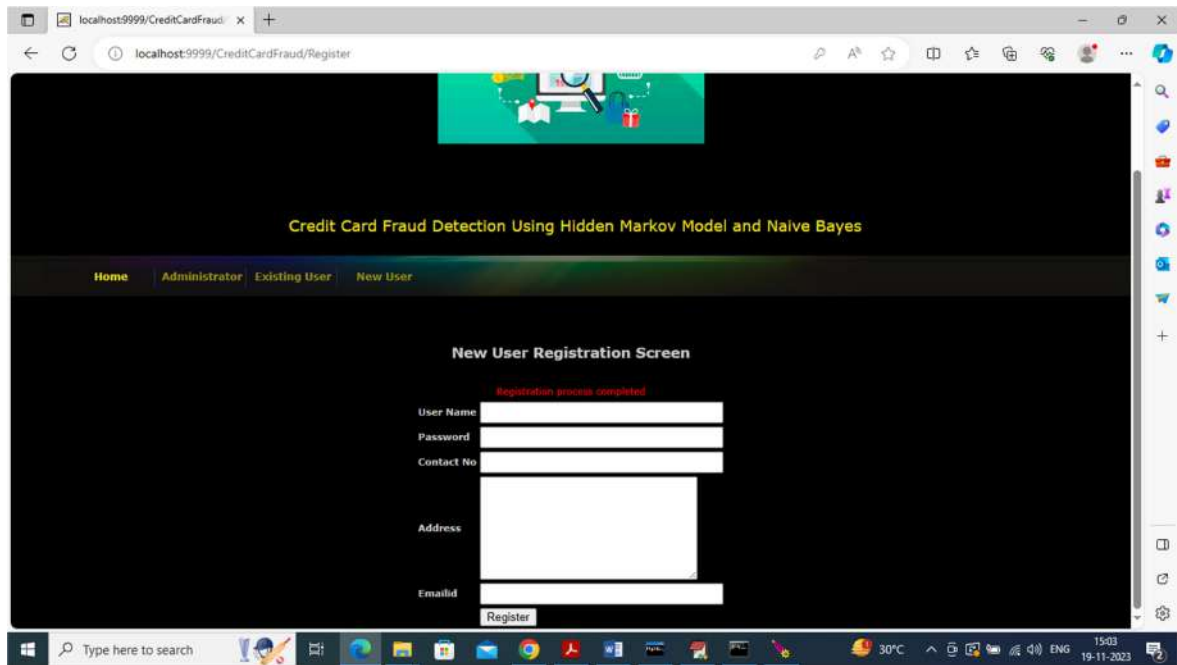 localhost:9999/CreditCardFraud/
localhost:9999/CreditCardFraud/Register
Credit Card Fraud Detection Using Hidden Markov Model and Naive Bayes
Home Administrator Existing User New User
New User Registration Screen
Registration process completed
User Name
Password
Contact No
Address
Emailid
Register
Type here to search
30°C
ENG
15:03
19-11-2023